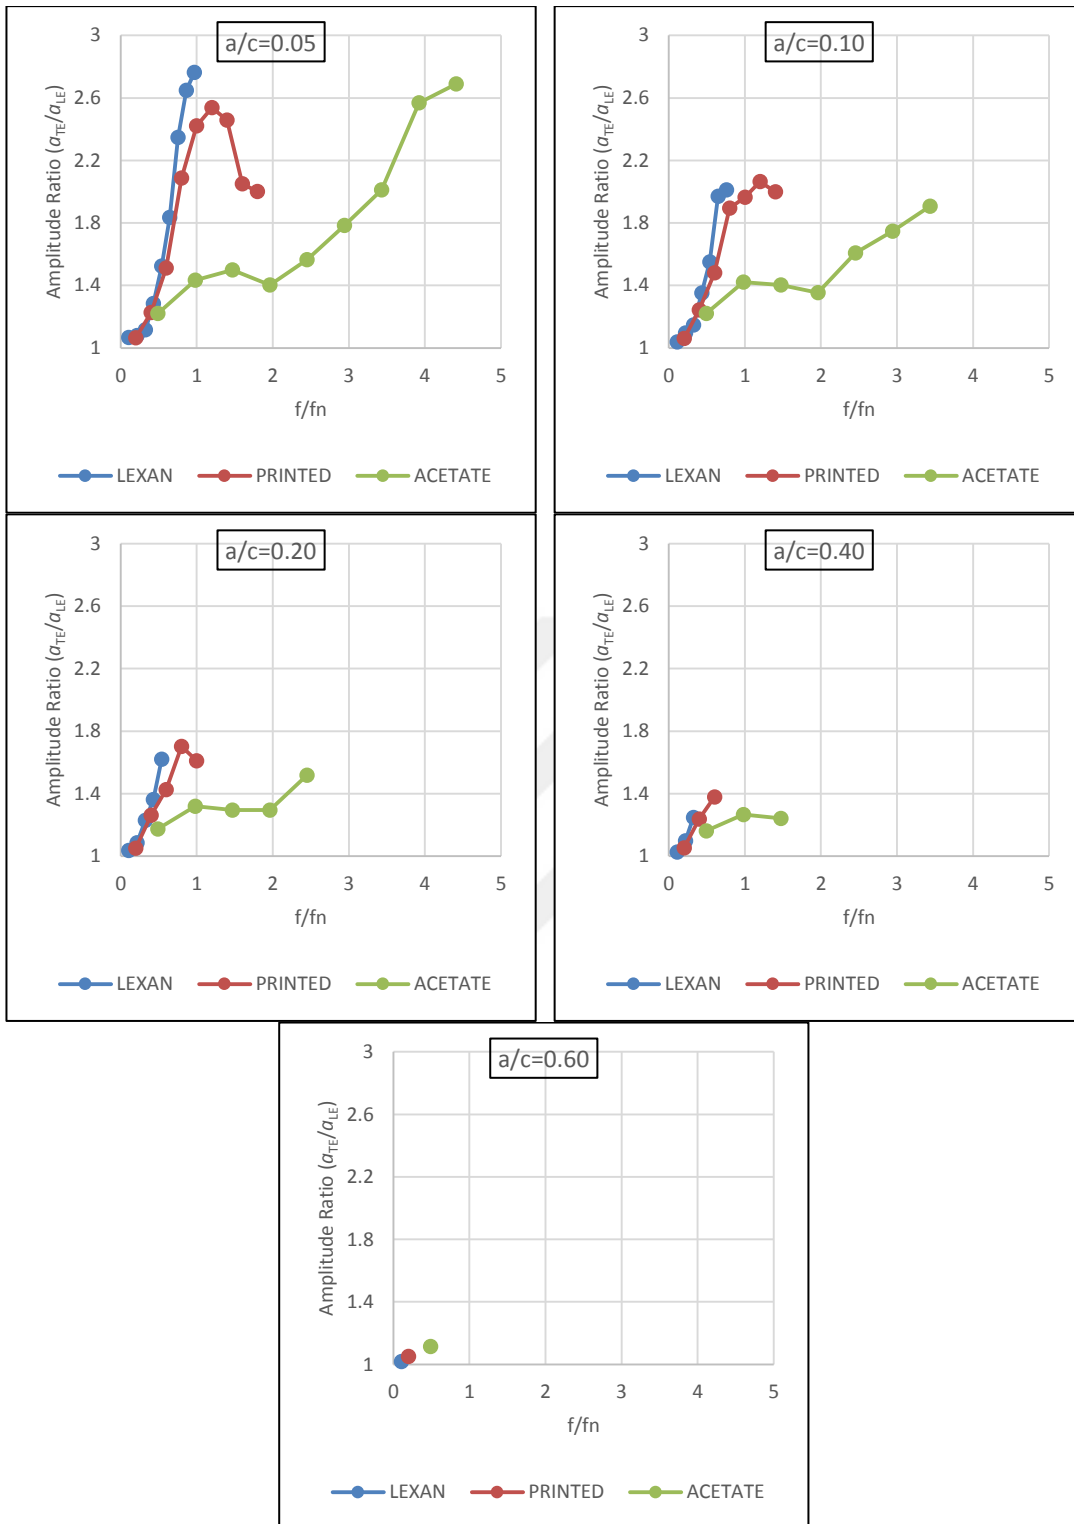 a/c=0.05
3
2.6
2.2
1.8
1.4
1
Amplitude Ratio (aTE/aLE)
0 1 2 3 4 5
f/fn
LEXAN PRINTED ACETATE
a/c=0.10
3
2.6
2.2
1.8
1.4
1
Amplitude Ratio (aTE/aLE)
0 1 2 3 4 5
f/fn
LEXAN PRINTED ACETATE
a/c=0.20
3
2.6
2.2
1.8
1.4
1
Amplitude Ratio (aTE/aLE)
0 1 2 3 4 5
f/fn
LEXAN PRINTED ACETATE
a/c=0.40
3
2.6
2.2
1.8
1.4
1
Amplitude Ratio (aTE/aLE)
0 1 2 3 4 5
f/fn
LEXAN PRINTED ACETATE
a/c=0.60
3
2.6
2.2
1.8
1.4
1
Amplitude Ratio (aTE/aLE)
0 1 2 3 4 5
f/fn
LEXAN PRINTED ACETATE